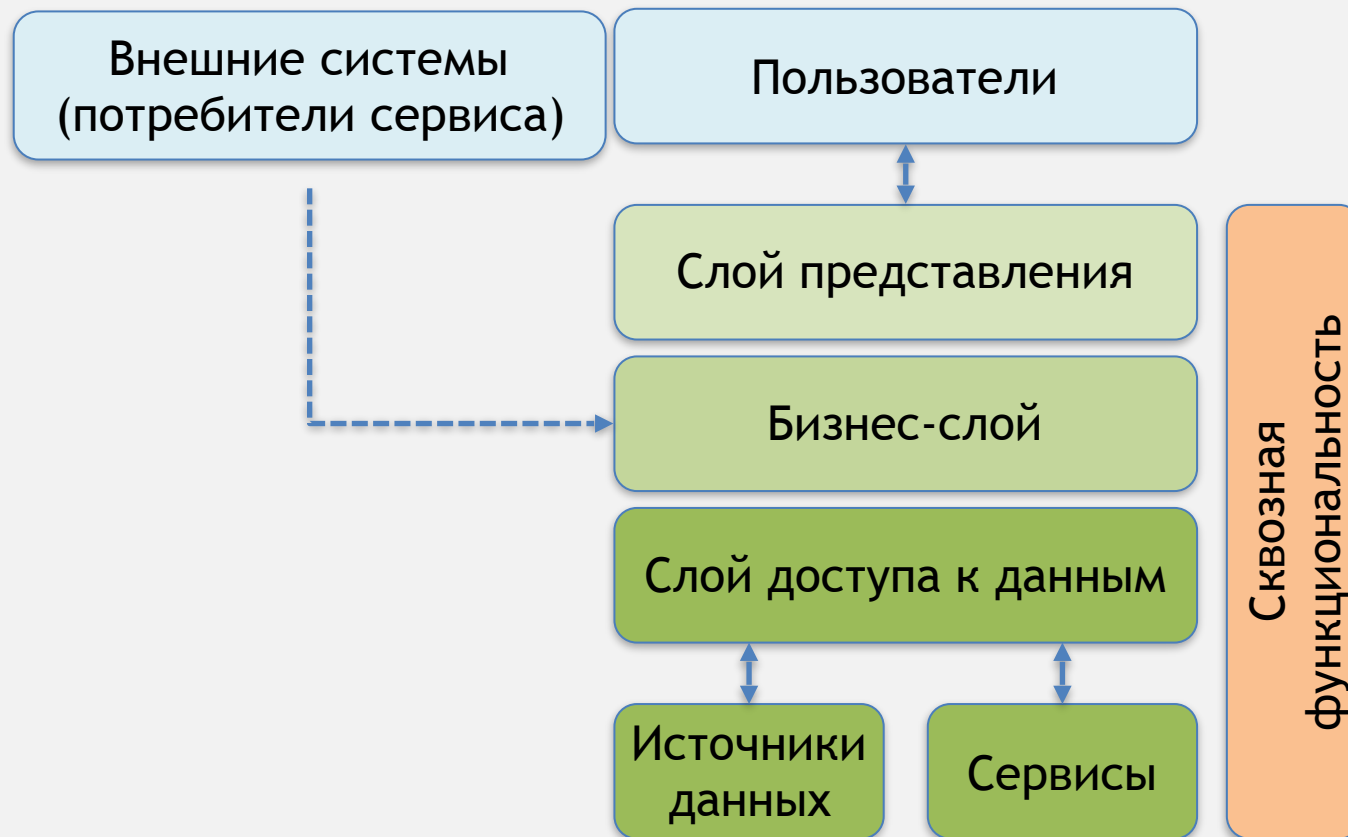 Внешние системы
(потребители сервиса)
Пользователи
Слой представления
Бизнес-слой
Слой доступа к данным
Источники
данных
Сервисы
Сквозная
функциональность